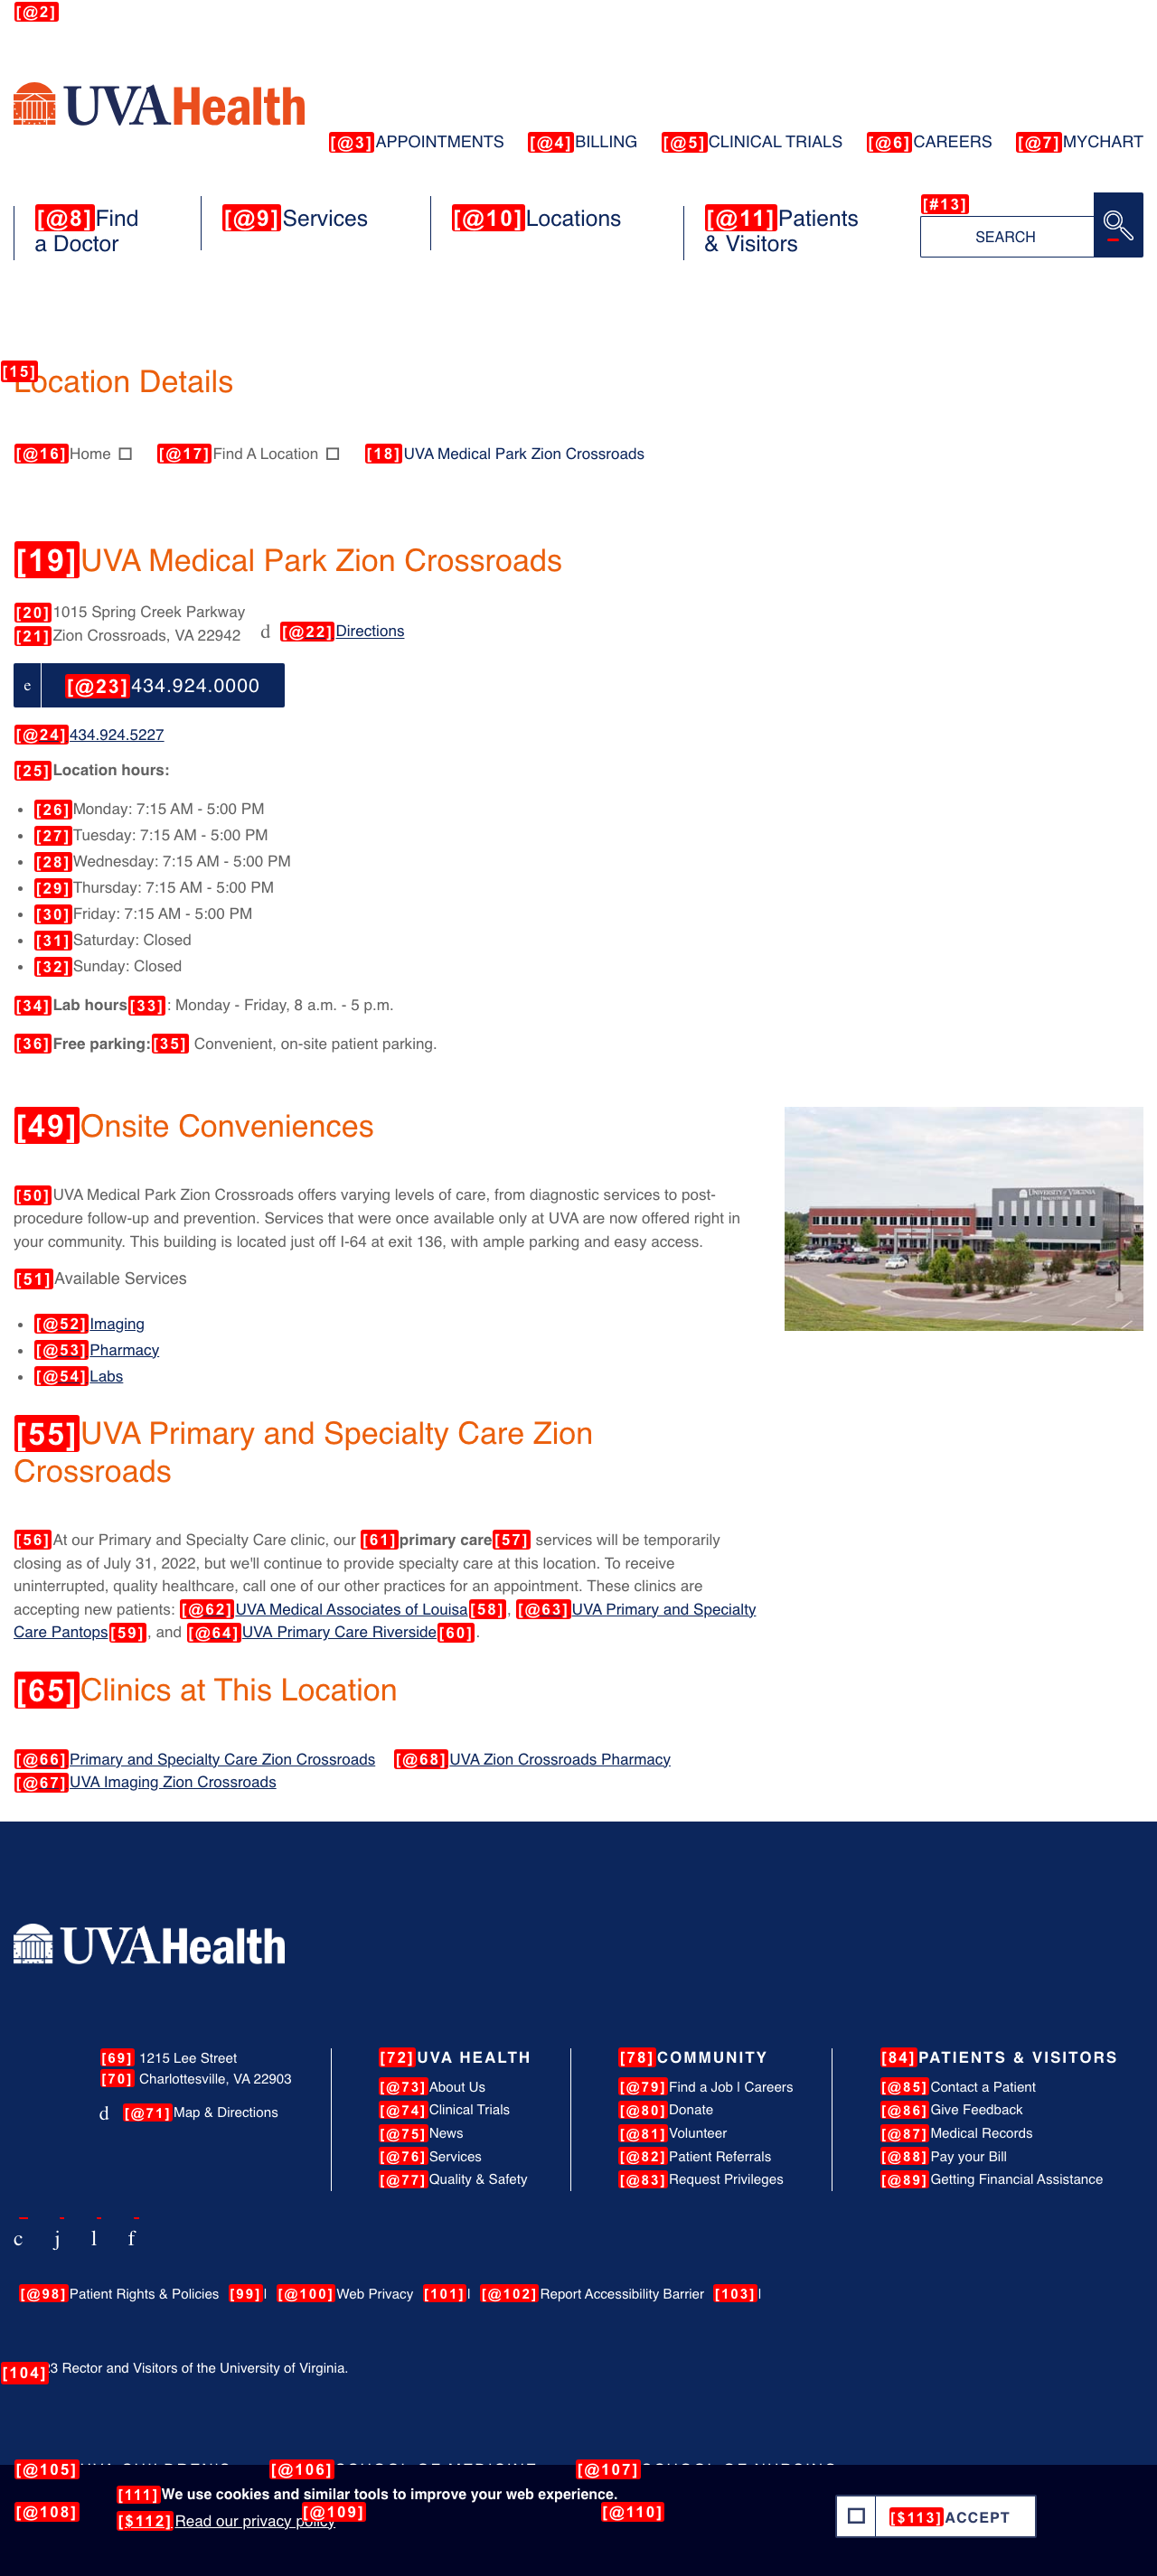 [@2]
UVAHealth
[@3]APPOINTMENTS [@4]BILLING [@5]CLINICAL TRIALS [@6]CAREERS [@7]MYCHART
[@8]Find
a Doctor
[@9]Services
[@10]Locations
[@11]Patients
& Visitors
[#13]
SEARCH
[15]
Location Details
[@16]Home [@17]Find A Location [18]UVA Medical Park Zion Crossroads
[19]UVA Medical Park Zion Crossroads
[20]1015 Spring Creek Parkway
[21]Zion Crossroads, VA 22942
d [@22]Directions
e [@23]434.924.0000
[@24]434.924.5227
[25]Location hours:
• [26]Monday: 7:15 AM - 5:00 PM
• [27]Tuesday: 7:15 AM - 5:00 PM
• [28]Wednesday: 7:15 AM - 5:00 PM
• [29]Thursday: 7:15 AM - 5:00 PM
• [30]Friday: 7:15 AM - 5:00 PM
• [31]Saturday: Closed
• [32]Sunday: Closed
[34]Lab hours[33]: Monday - Friday, 8 a.m. - 5 p.m.
[36]Free parking:[35] Convenient, on-site patient parking.
[49]Onsite Conveniences
[50]UVA Medical Park Zion Crossroads offers varying levels of care, from diagnostic services to post-
procedure follow-up and prevention. Services that were once available only at UVA are now offered right in
your community. This building is located just off I-64 at exit 136, with ample parking and easy access.
[51]Available Services
• [@52]Imaging
• [@53]Pharmacy
• [@54]Labs
[55]UVA Primary and Specialty Care Zion
Crossroads
[56]At our Primary and Specialty Care clinic, our [61]primary care[57] services will be temporarily
closing as of July 31, 2022, but we'll continue to provide specialty care at this location. To receive
uninterrupted, quality healthcare, call one of our other practices for an appointment. These clinics are
accepting new patients: [@62]UVA Medical Associates of Louisa[58], [@63]UVA Primary and Specialty
Care Pantops[59], and [@64]UVA Primary Care Riverside[60].
[65]Clinics at This Location
[@66]Primary and Specialty Care Zion Crossroads [@68]UVA Zion Crossroads Pharmacy
[@67]UVA Imaging Zion Crossroads
UVAHealth
[69] 1215 Lee Street
[70] Charlottesville, VA 22903
d [@71]Map & Directions
[72]UVA HEALTH
[@73]About Us
[@74]Clinical Trials
[@75]News
[@76]Services
[@77]Quality & Safety
[78]COMMUNITY
[@79]Find a Job | Careers
[@80]Donate
[@81]Volunteer
[@82]Patient Referrals
[@83]Request Privileges
[84]PATIENTS & VISITORS
[@85]Contact a Patient
[@86]Give Feedback
[@87]Medical Records
[@88]Pay your Bill
[@89]Getting Financial Assistance
c j l f
[@98]Patient Rights & Policies [99]| [@100]Web Privacy [101]| [@102]Report Accessibility Barrier [103]|
[104]3 Rector and Visitors of the University of Virginia.
[@105] [@106] [@107]
[111]We use cookies and similar tools to improve your web experience.
[@108] [@109] [@110]
[$112]Read our privacy policy
[$113]ACCEPT